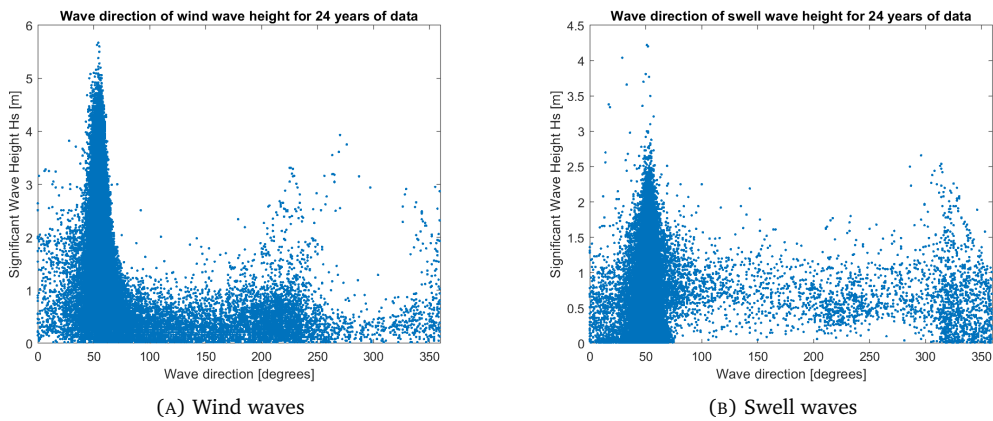 Wave direction of wind wave height for 24 years of data
6
5
4
3
2
1
0
Significant Wave Height Hs [m]
0 50 100 150 200 250 300 350
Wave direction [degrees]
(A) Wind waves
Wave direction of swell wave height for 24 years of data
4.5
4
3.5
3
2.5
2
1.5
1
0.5
0
Significant Wave Height Hs [m]
0 50 100 150 200 250 300 350
Wave direction [degrees]
(B) Swell waves